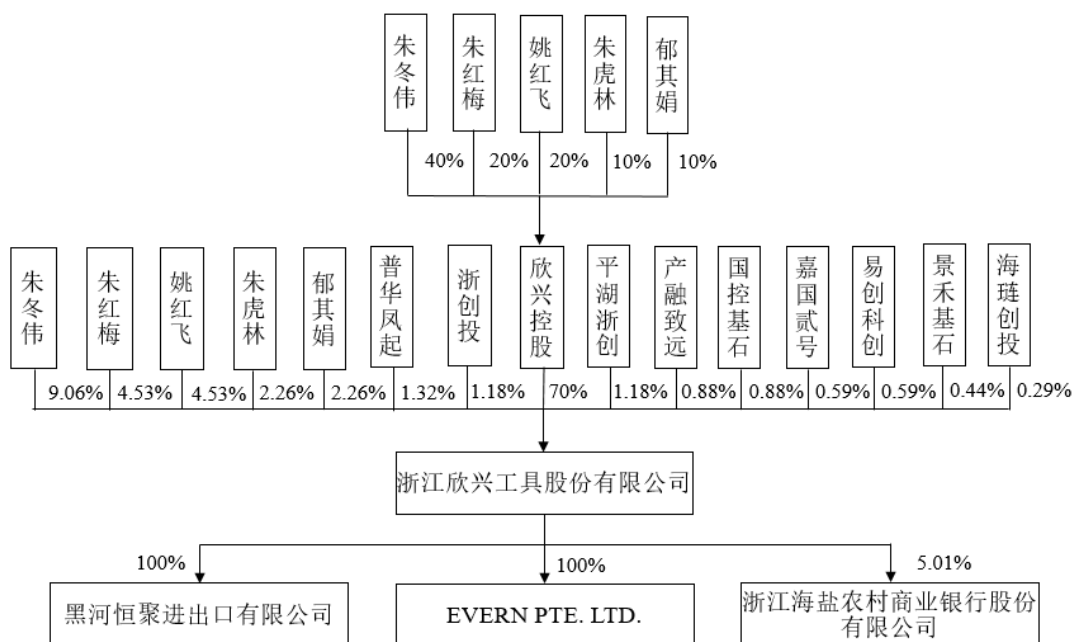 朱冬伟
朱红梅
姚红飞
朱虎林
郁其娟
40%
20%
20%
10%
10%
朱冬伟
朱红梅
姚红飞
朱虎林
郁其娟
普华凤起
浙创投
欣兴控股
平湖浙创
产融致远
国控基石
嘉国贰号
易创科创
景禾基石
海琏创投
9.06%
4.53%
4.53%
2.26%
2.26%
1.32%
1.18%
70%
1.18%
0.88%
0.88%
0.59%
0.59%
0.44%
0.29%
浙江欣兴工具股份有限公司
100%
100%
5.01%
黑河恒聚进出口有限公司
EVERN PTE. LTD.
浙江海盐农村商业银行股份
有限公司